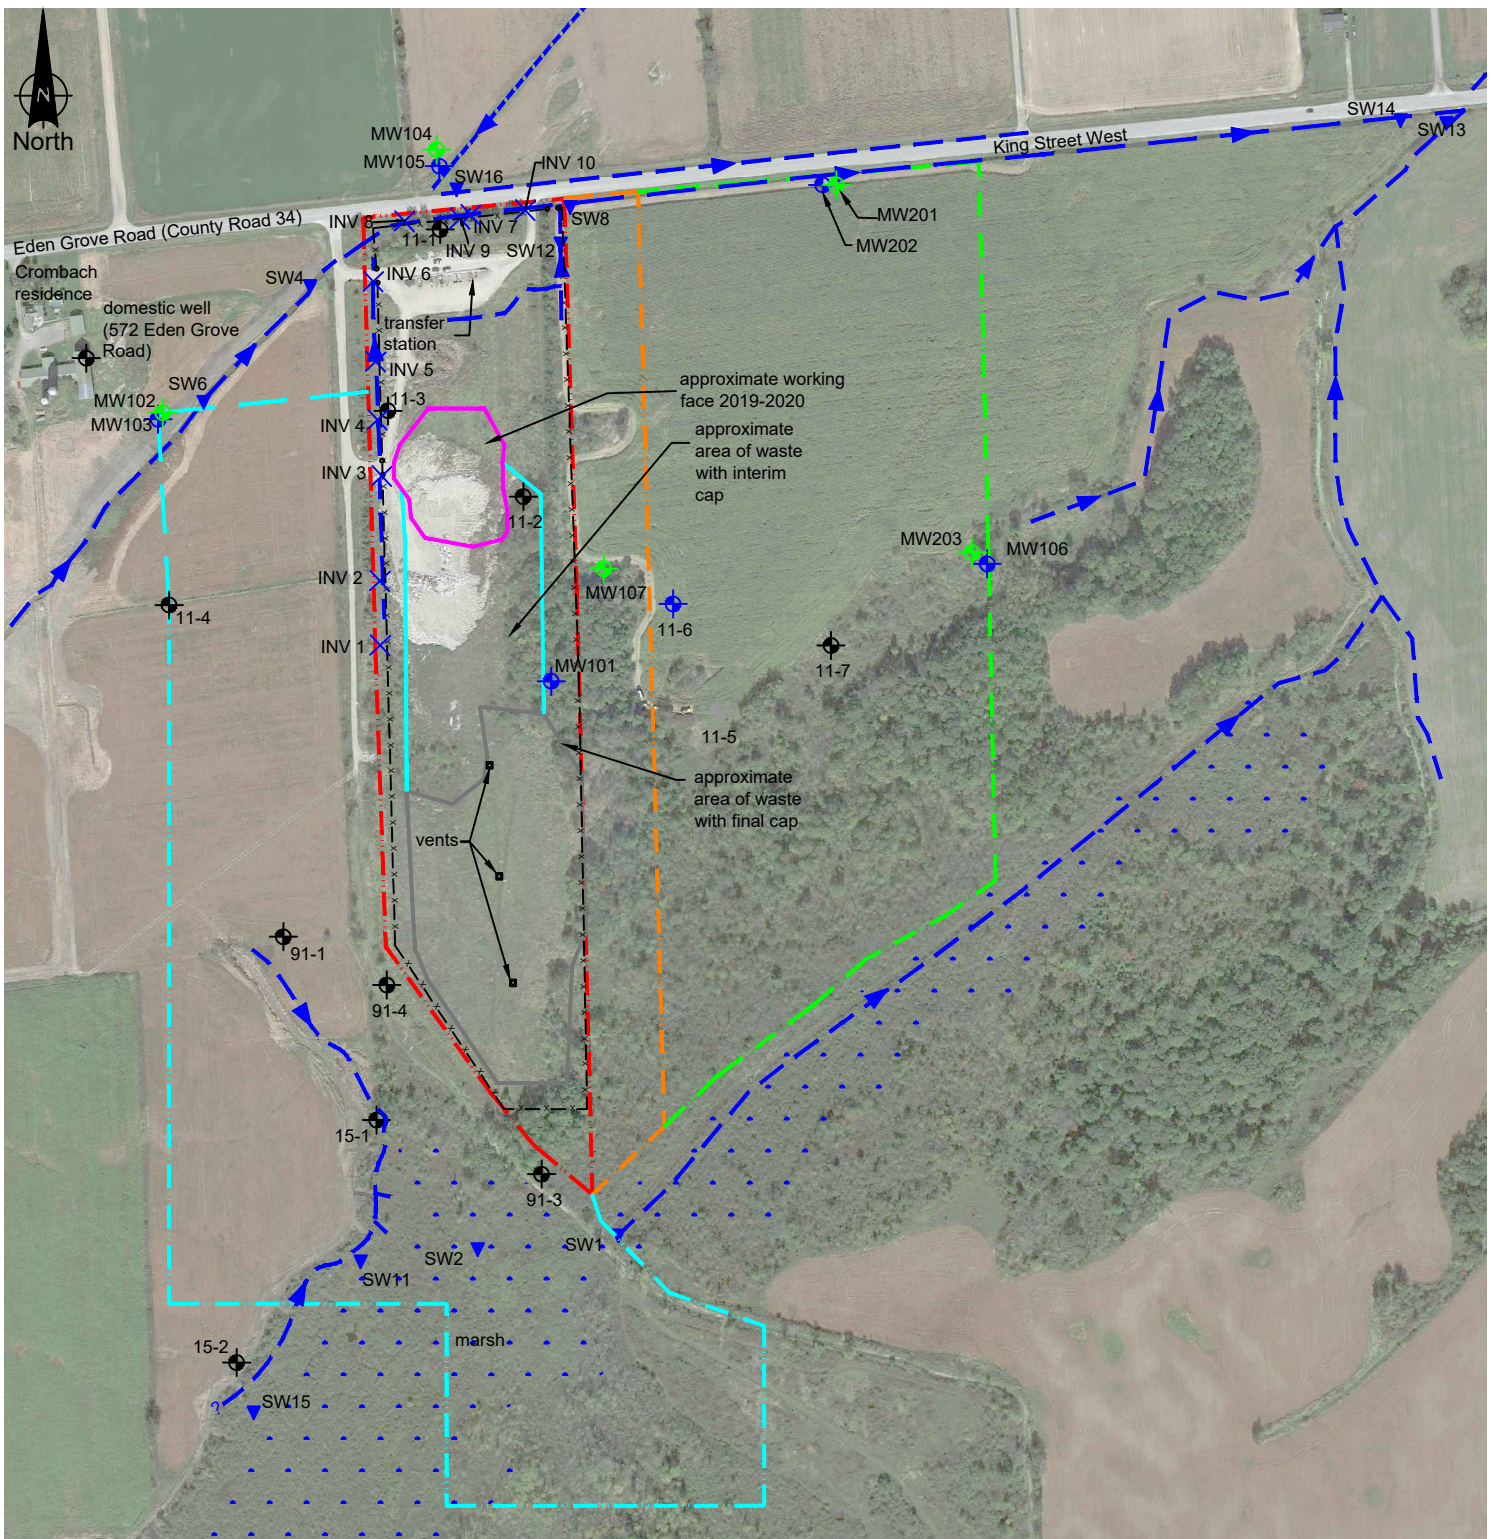 N
North
MW104
MW105
SW16
INV 10
King Street West
SW14
SW13
Eden Grove Road (County Road 34)
INV 8
11-1
INV 9
INV 7
SW12
SW8
MW201
MW202
Crombach
residence
domestic well
(572 Eden Grove
Road)
SW4
INV 6
transfer
station
INV 5
SW6
MW102
MW103
11-3
INV 4
INV 3
approximate working
face 2019-2020
approximate
area of waste
with interim
cap
11-2
INV 2
INV 1
11-4
MW107
11-6
MW101
11-5
11-7
MW203
MW106
approximate
area of waste
with final cap
vents
91-1
91-4
15-1
91-3
SW1
SW2
SW11
marsh
15-2
?
SW15